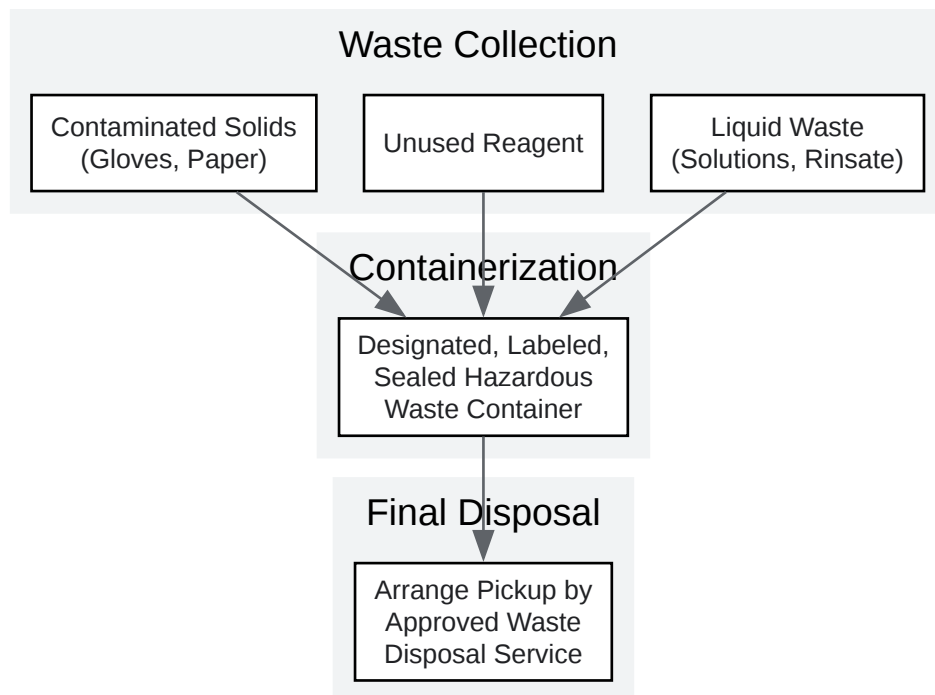 Waste Collection
Contaminated Solids
(Gloves, Paper)
Unused Reagent
Liquid Waste
(Solutions, Rinsate)
Containerization
Designated, Labeled,
Sealed Hazardous
Waste Container
Final Disposal
Arrange Pickup by
Approved Waste
Disposal Service